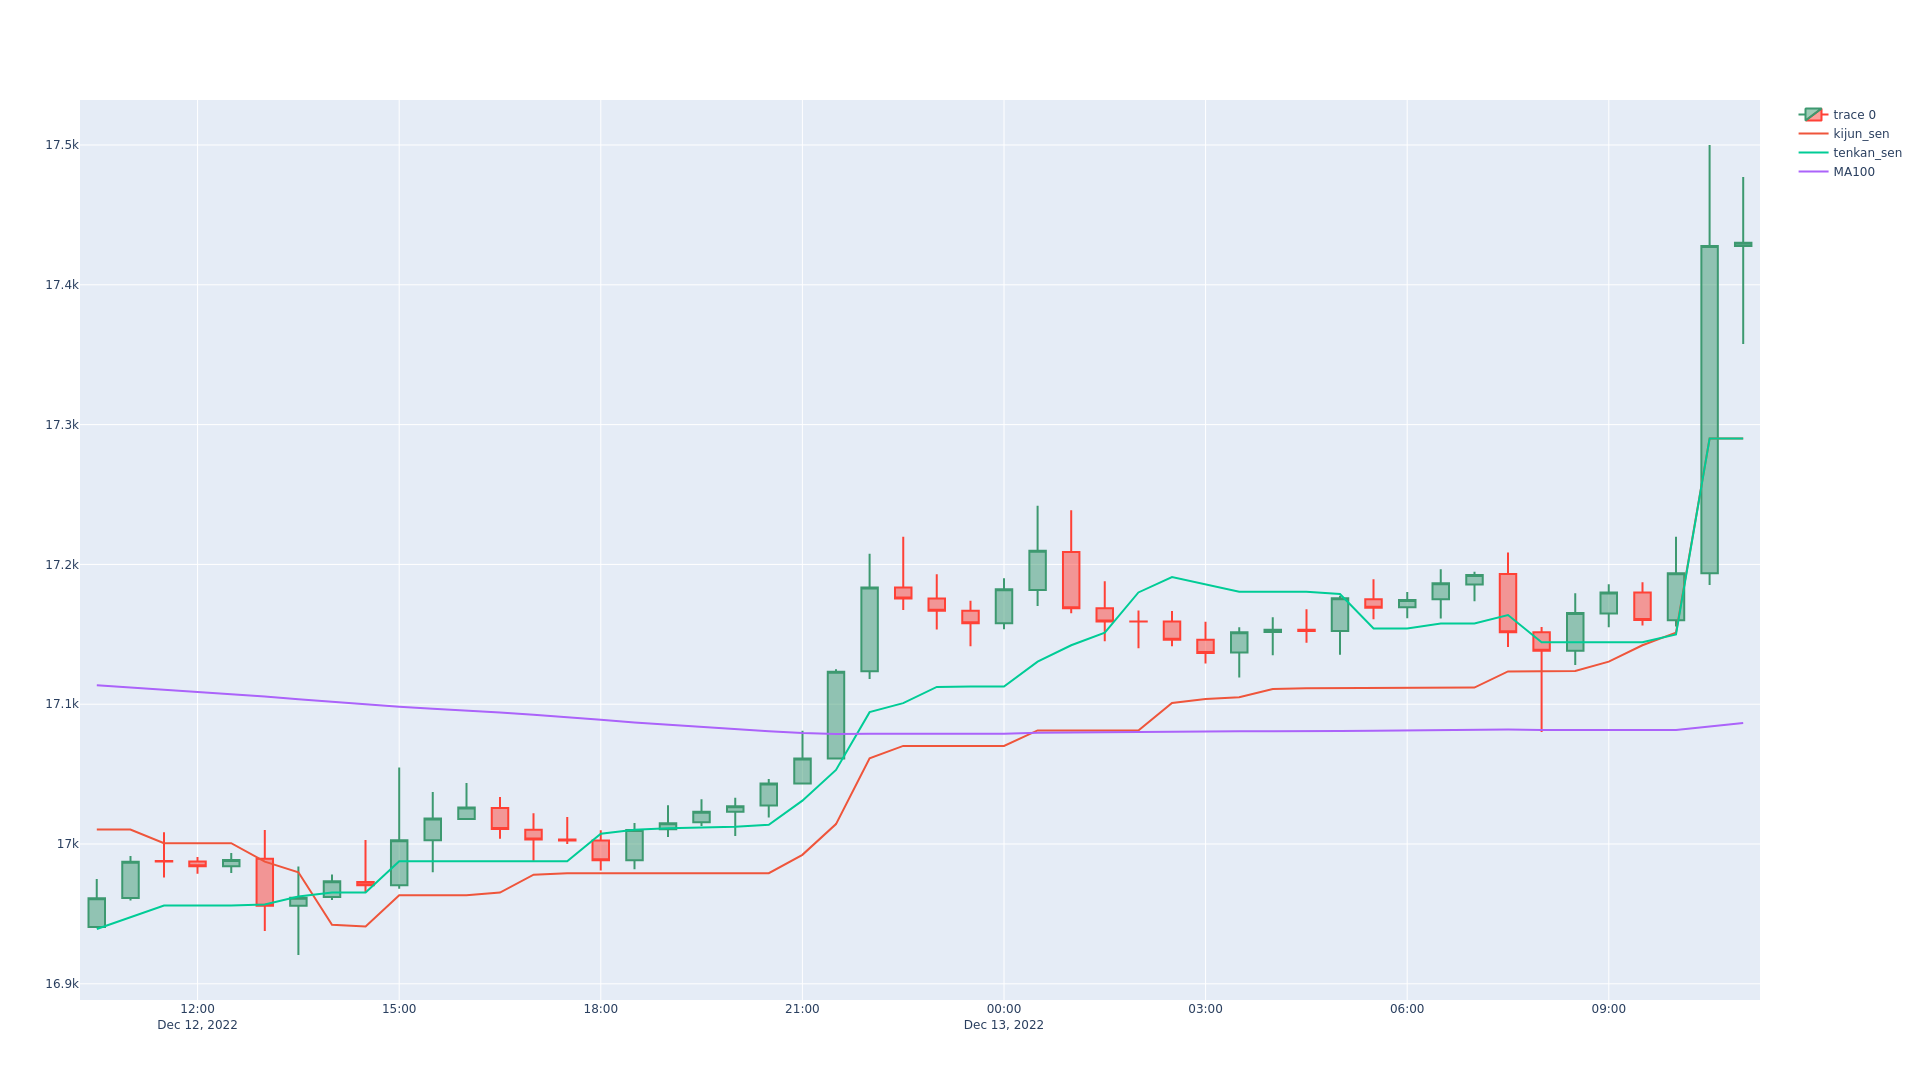 trace 0
kijun_sen
tenkan_sen
MA100
17.5k
17.4k
17.3k
17.2k
17.1k
17k
16.9k
12:00 15:00 18:00 21:00 00:00 03:00 06:00 09:00
Dec 12, 2022 Dec 13, 2022